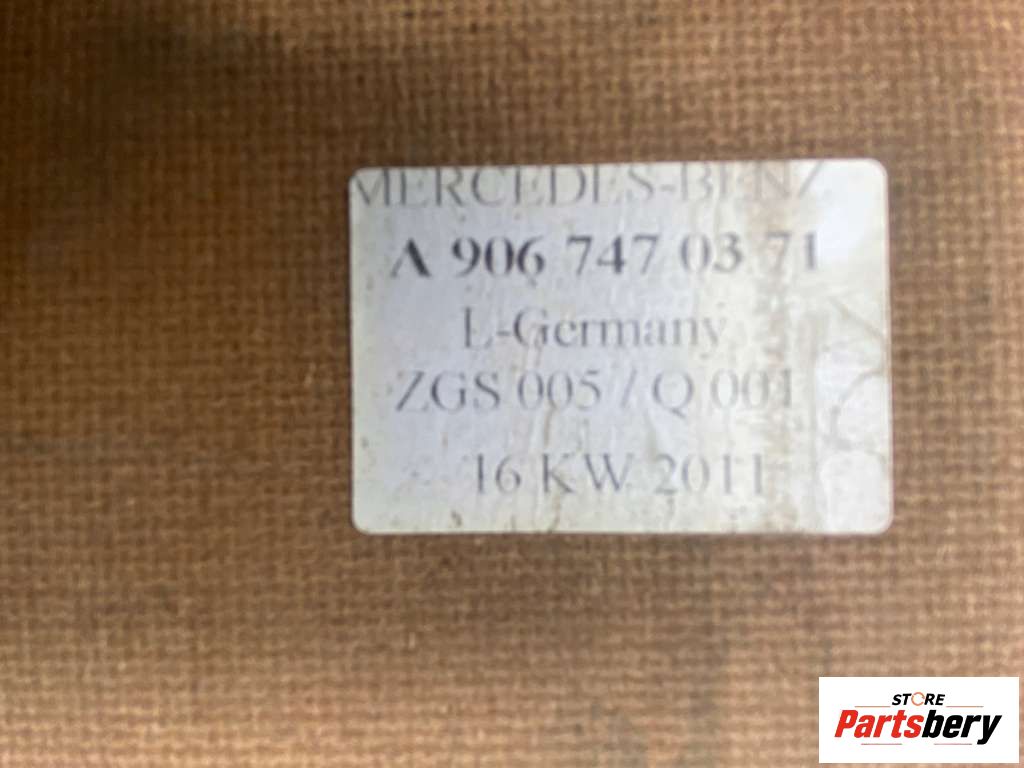 MERCEDES-BENZ
A 906 747 03 71
E-Germany
ZGS 005 / Q 001
16 KW 2011
STORE
Partsbery